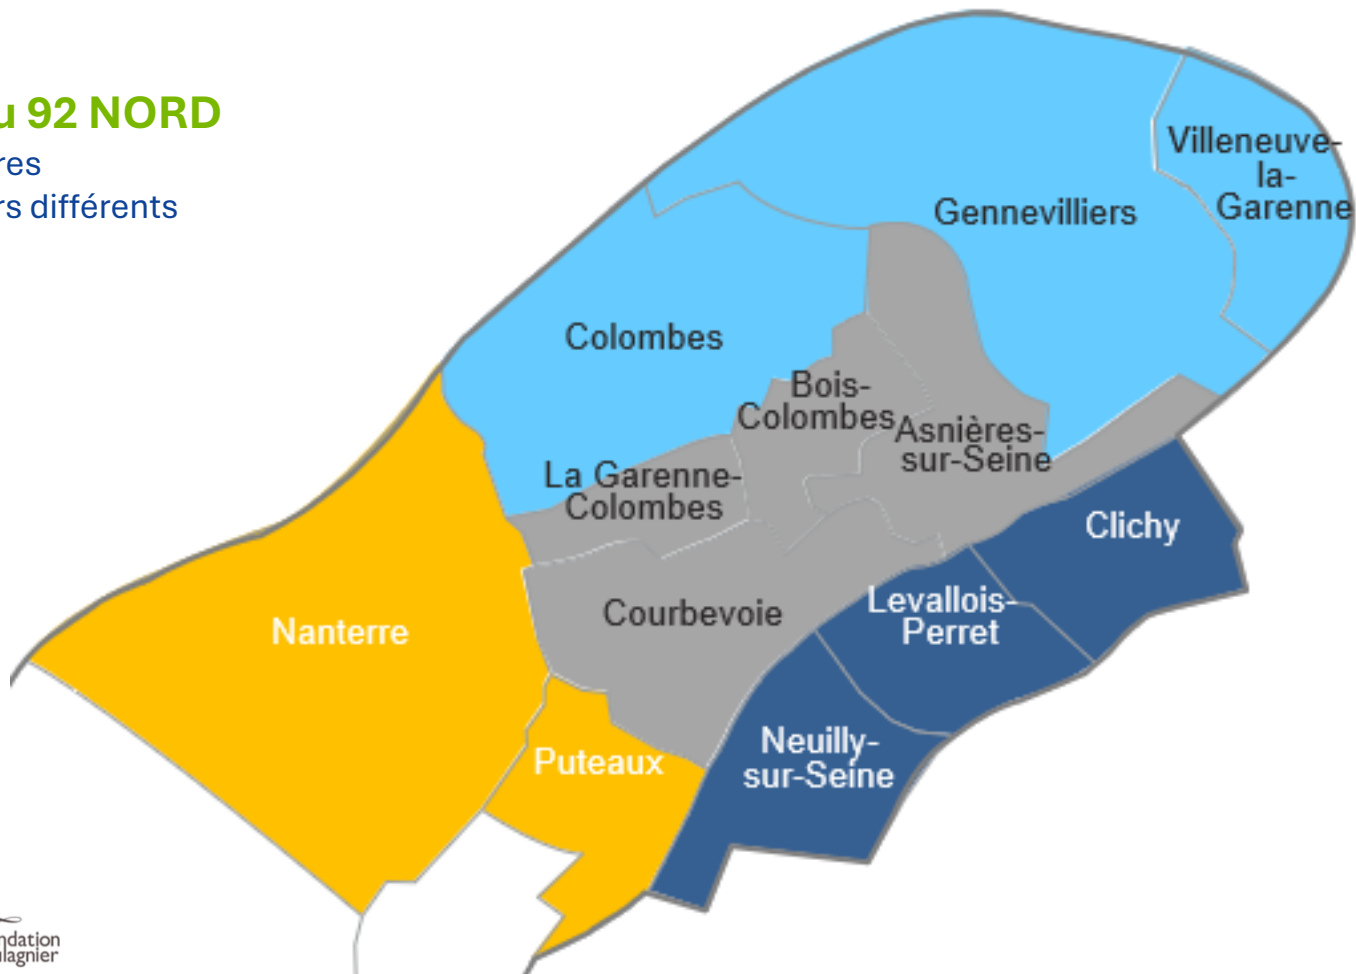 u 92 NORD
res
rs différents
Villeneuve-
la-
Garenne
Gennevilliers
Colombes
Bois-
Colombes
Asnières-
sur-Seine
La Garenne-
Colombes
Clichy
Levallois-
Perret
Courbevoie
Nanterre
Neuilly-
sur-Seine
Puteaux
ndation
lagnier